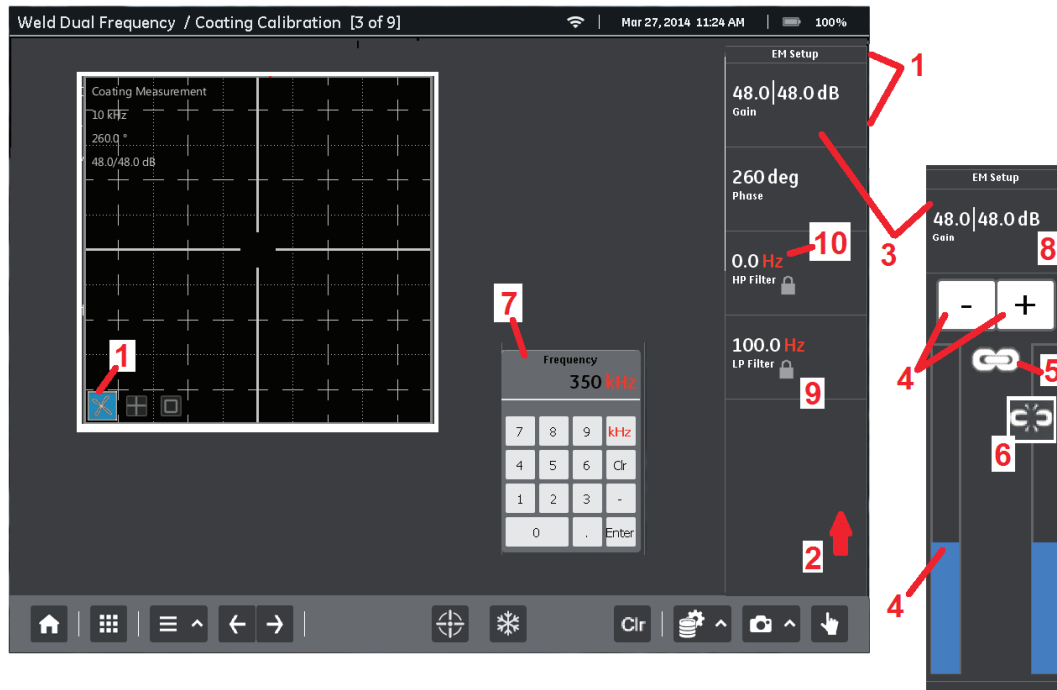 Weld Dual Frequency / Coating Calibration [3 of 9]
Mar 27, 2014 11:24 AM
100%
EM Setup
1
48.0|48.0 dB
Gain
Coating Measurement
10 kHz
260.0 °
48.0/48.0 dB
260 deg
Phase
3
EM Setup
48.0|48.0 dB
Gain
8
10
0.0 Hz
HP Filter
7
- +
Frequency
350 kHz
100.0 Hz
LP Filter
9
4
5
1
6
7 8 9 kHz
4 5 6 Clr
1 2 3 -
0 . Enter
2
4
Clr